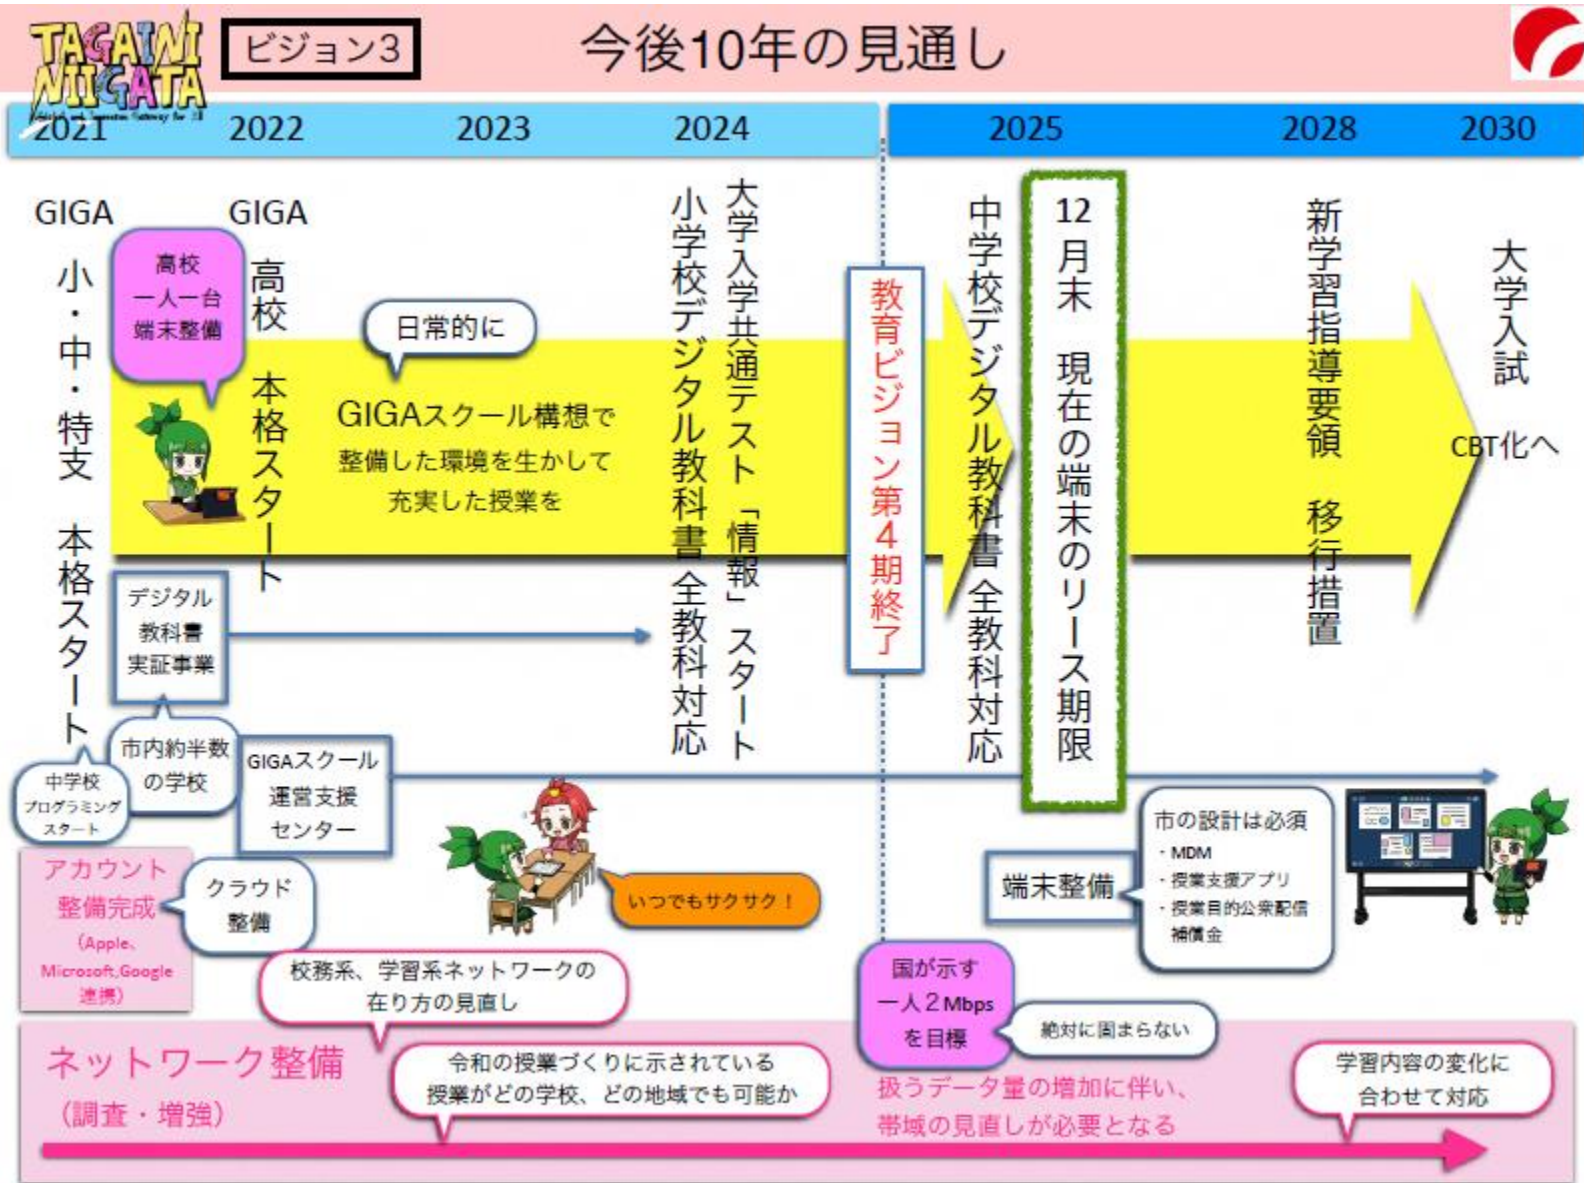 TAGAINI
NIIGATA
ビジョン3
今後10年の見通し
2021
2022
2023
2024
2025
2028
2030
GIGA
小・中・特支 本格スタート
高校
一人一台
端末整備
GIGA
高校 本格スタート
日常的に
GIGAスクール構想で
整備した環境を生かして
充実した授業を
小学校デジタル教科書 全教科対応
大学入学共通テスト「情報」スタート
教育ビジョン第4期終了
中学校デジタル教科書 全教科対応
12月末 現在の端末のリース期限
新学習指導要領 移行措置
大学入試
CBT化へ
デジタル
教科書
実証事業
市内約半数
の学校
中学校
プログラミング
スタート
GIGAスクール
運営支援
センター
アカウント
整備完成
(Apple、
Microsoft,Google
連携)
クラウド
整備
いつでもサクサク！
端末整備
市の設計は必須
・MDM
・授業支援アプリ
・授業目的公衆配信
補償金
校務系、学習系ネットワークの
在り方の見直し
国が示す
一人2Mbps
を目標
絶対に固まらない
ネットワーク整備
（調査・増強）
令和の授業づくりに示されている
授業がどの学校、どの地域でも可能か
扱うデータ量の増加に伴い、
帯域の見直しが必要となる
学習内容の変化に
合わせて対応